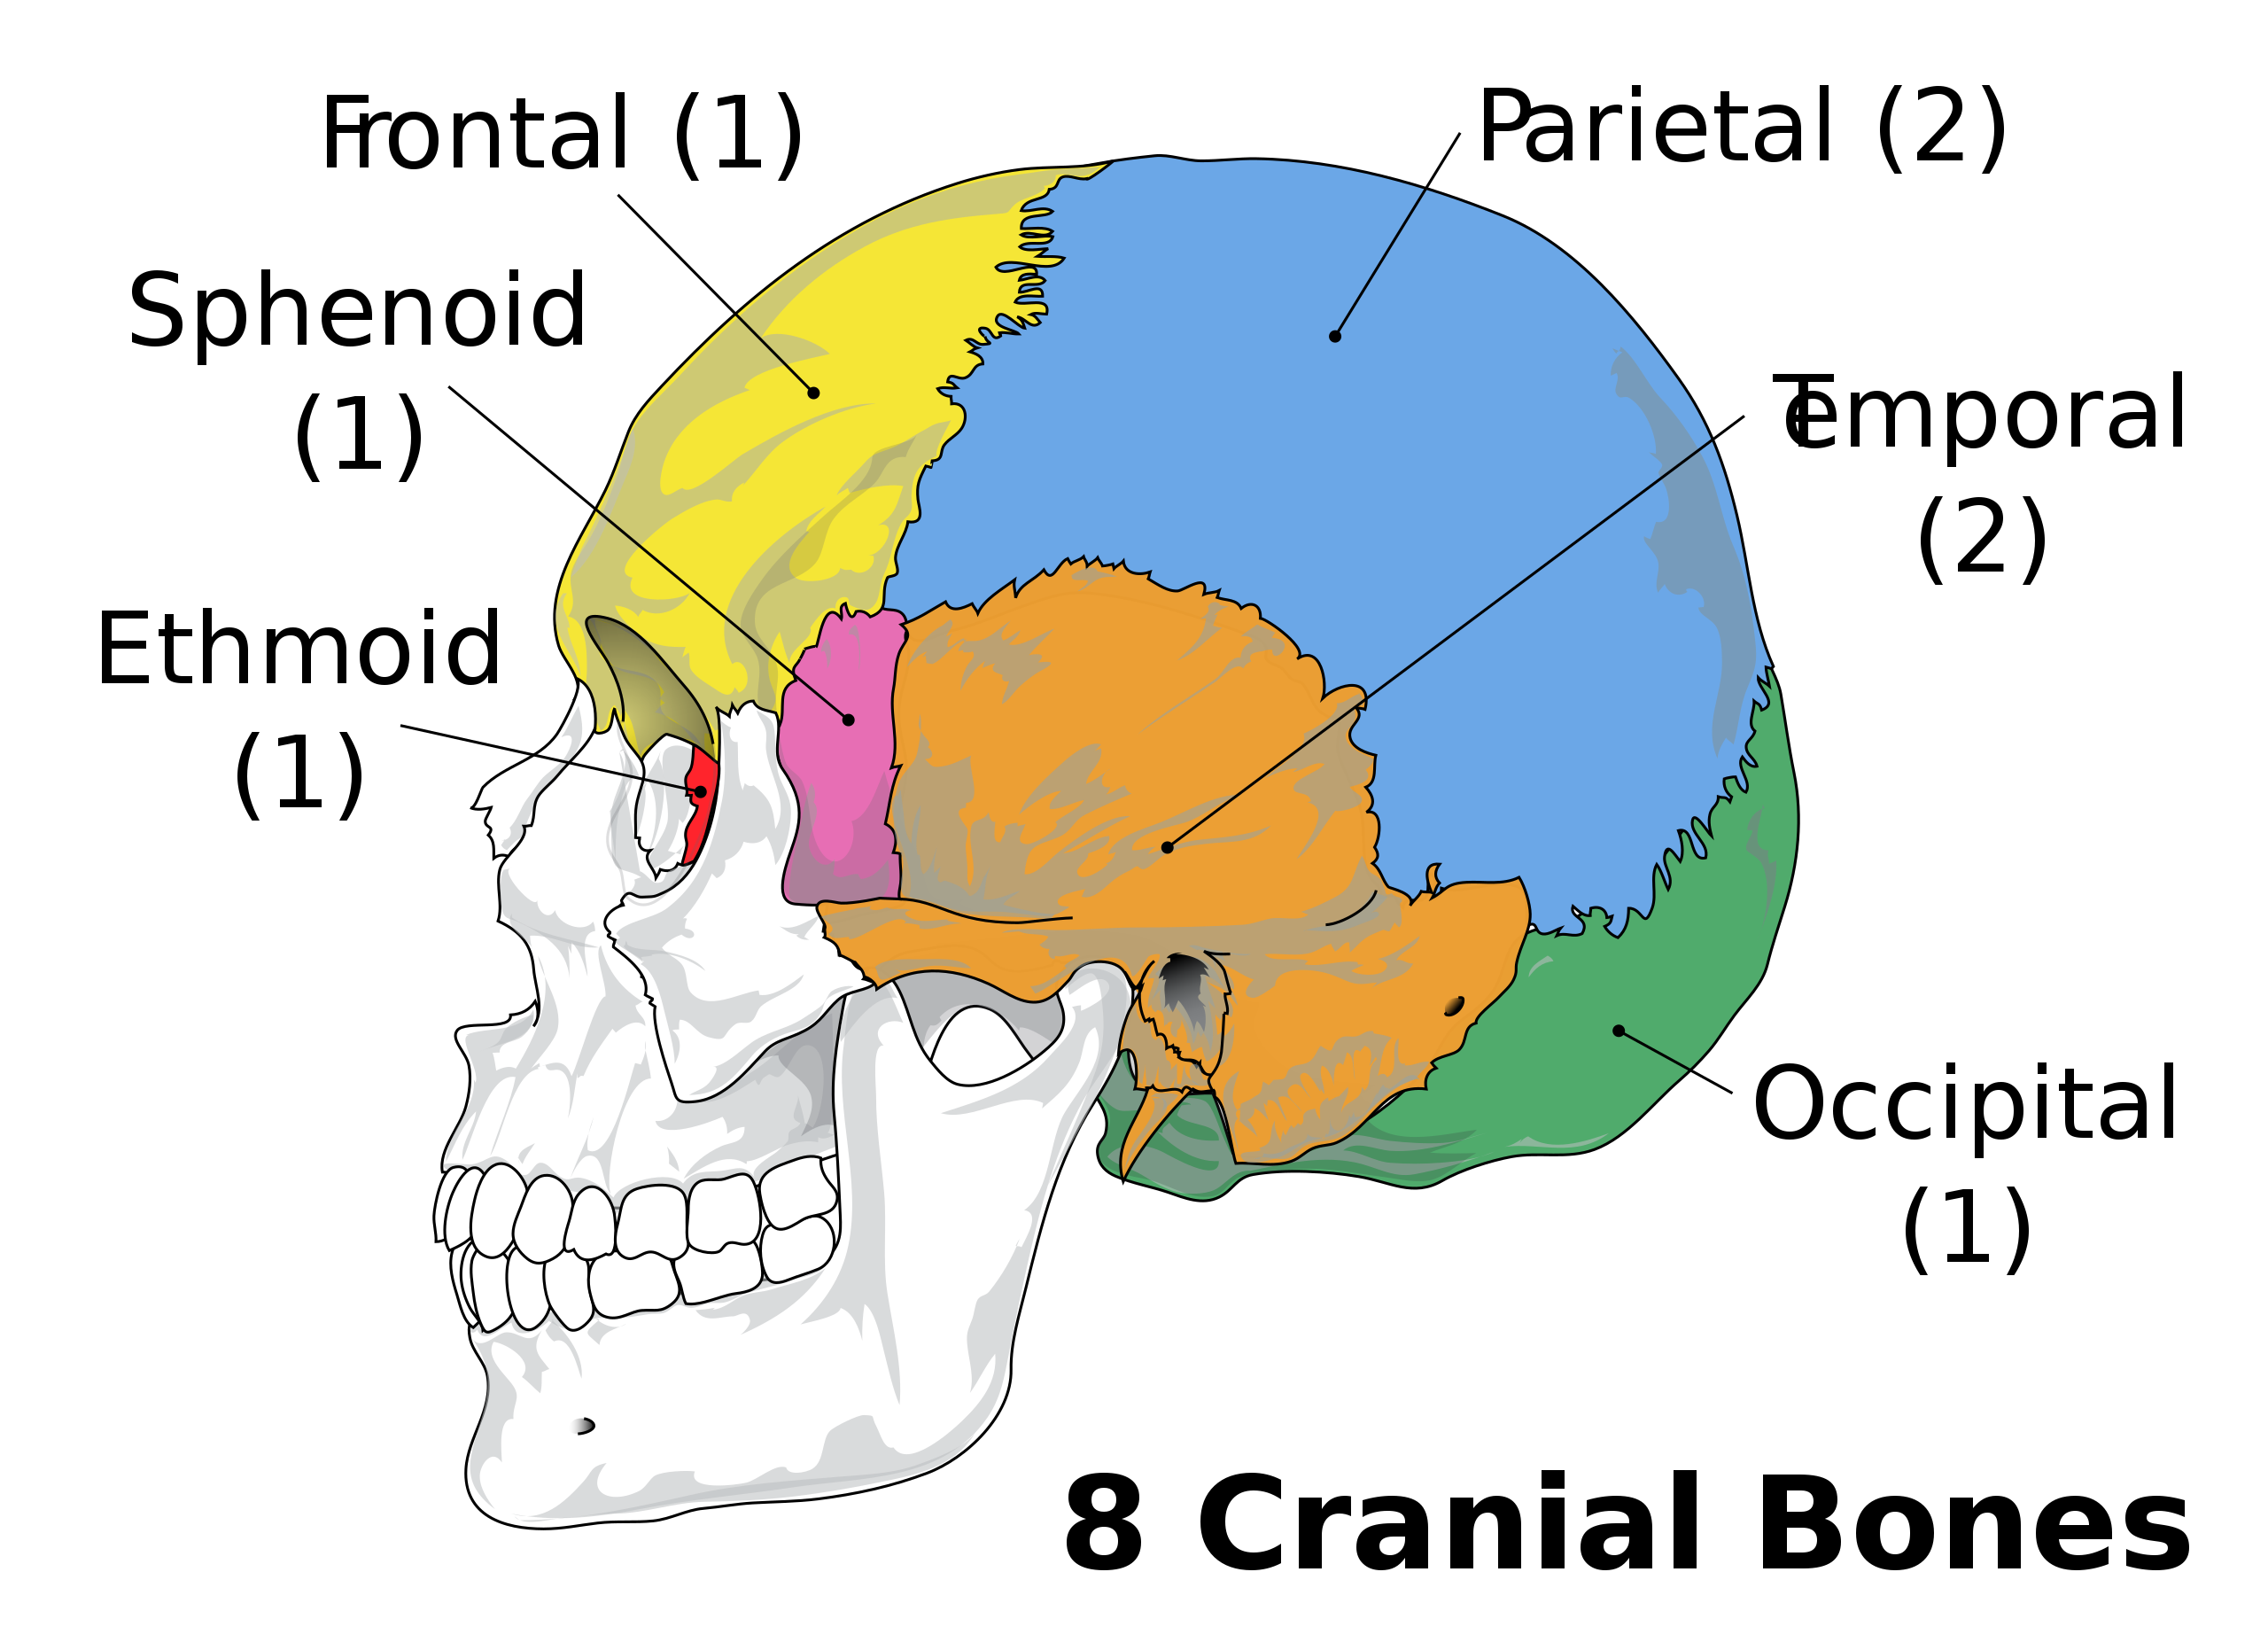 Frontal (1)
Parietal (2)
Sphenoid
(1)
Temporal
(2)
Ethmoid
(1)
Occipital
(1)
8 Cranial Bones